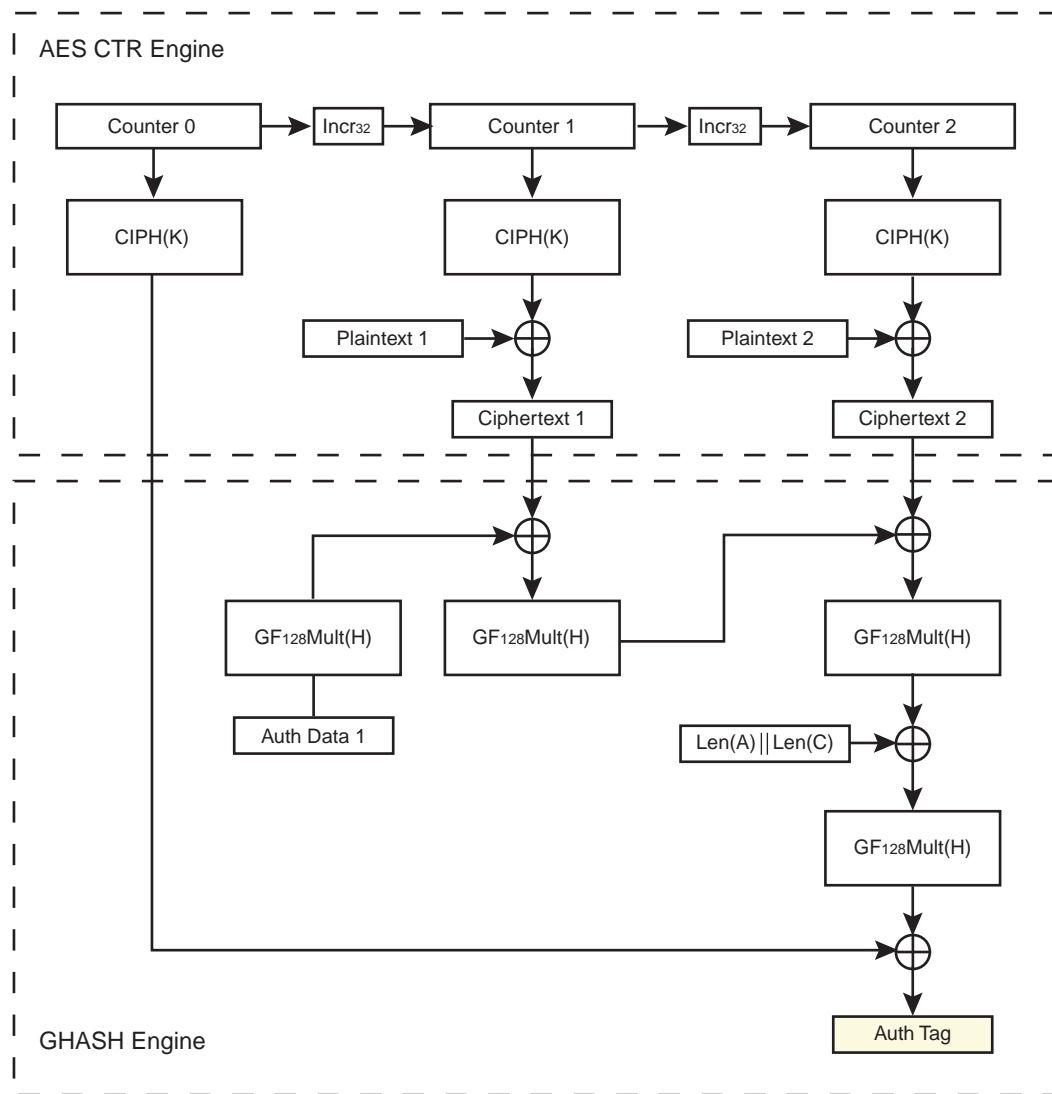 AES CTR Engine
Counter 0
Incr32
Counter 1
Incr32
Counter 2
CIPH(K)
CIPH(K)
CIPH(K)
Plaintext 1
Plaintext 2
Ciphertext 1
Ciphertext 2
GF128Mult(H)
GF128Mult(H)
GF128Mult(H)
Auth Data 1
Len(A)||Len(C)
GF128Mult(H)
GHASH Engine
Auth Tag